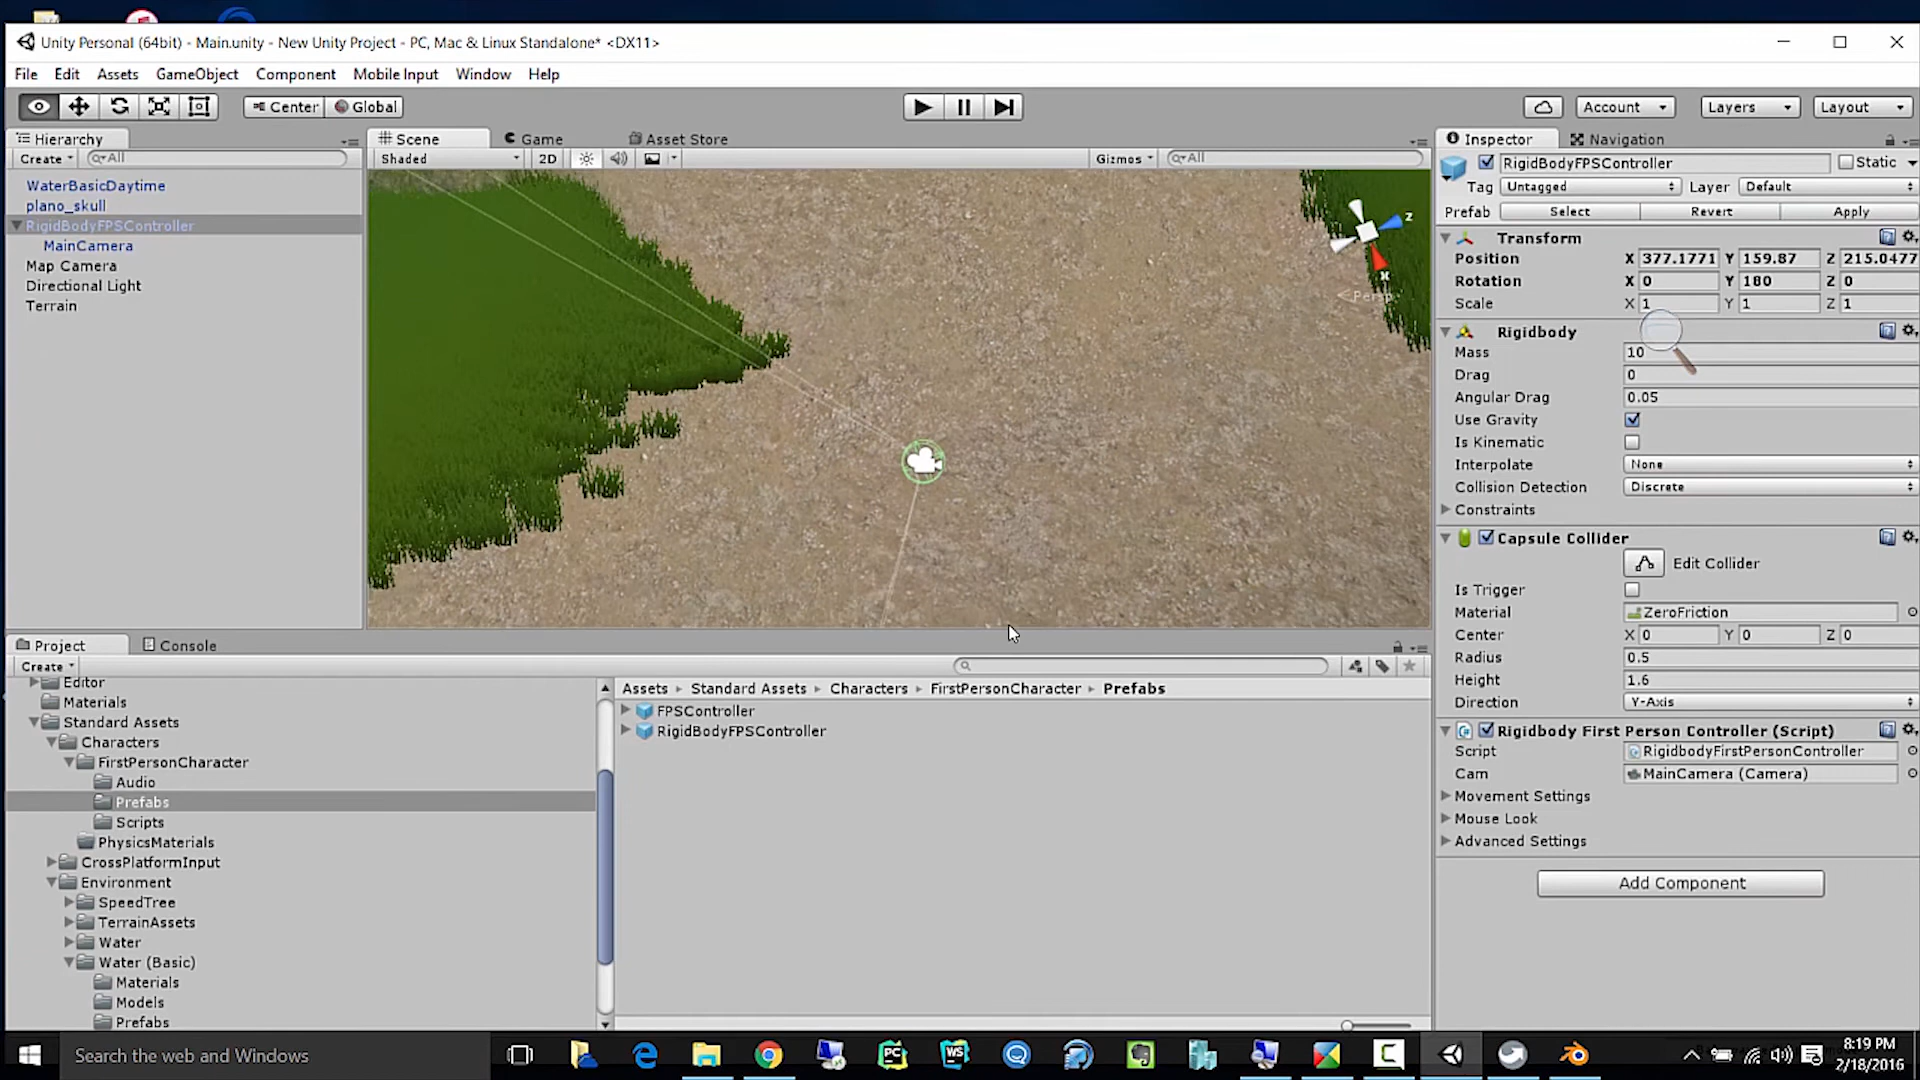 Unity Personal (64bit) - Main.unity - New Unity Project - PC, Mac & Linux Standalone* <DX11>
File Edit Assets GameObject Component Mobile Input Window Help
Center Global Account Layers Layout
Hierarchy
Create All
WaterBasicDaytime
plano_skull
RigidBodyFPSController
MainCamera
Map Camera
Directional Light
Terrain
Scene Game Asset Store
Shaded 2D Gizmos All
z
x
Persp
Inspector Navigation
RigidBodyFPSController Static
Tag Untagged Layer Default
Prefab Select Revert Apply
Transform
Position X 377.1771 Y 159.87 Z 215.0477
Rotation X 0 Y 180 Z 0
Scale X 1 Y 1 Z 1
Rigidbody
Mass 10
Drag 0
Angular Drag 0.05
Use Gravity
Is Kinematic
Interpolate None
Collision Detection Discrete
Constraints
Capsule Collider
Edit Collider
Is Trigger
Material ZeroFriction
Center X 0 Y 0 Z 0
Radius 0.5
Height 1.6
Direction Y-Axis
Rigidbody First Person Controller (Script)
Script RigidbodyFirstPersonController
Cam MainCamera (Camera)
Movement Settings
Mouse Look
Advanced Settings
Add Component
Project Console
Create
Editor
Materials
Standard Assets
Characters
FirstPersonCharacter
Audio
Prefabs
Scripts
PhysicsMaterials
CrossPlatformInput
Environment
SpeedTree
TerrainAssets
Water
Water (Basic)
Materials
Models
Prefabs
Assets Standard Assets Characters FirstPersonCharacter Prefabs
FPSController
RigidBodyFPSController
Search the web and Windows
PC
WS
8:19 PM
2/18/2016